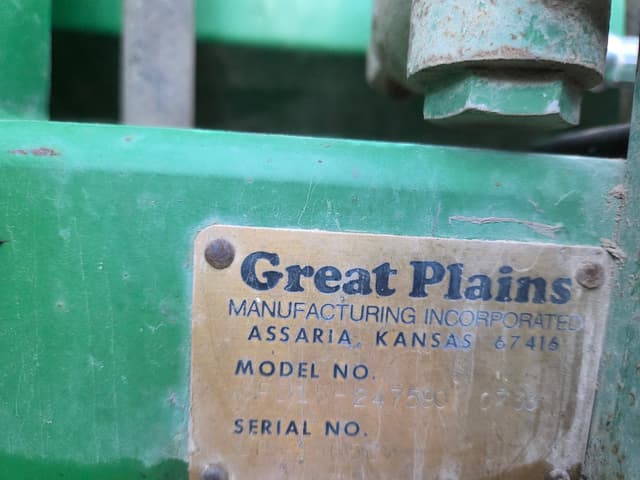 Great Plains
MANUFACTURING INCORPORATED
ASSARIA, KANSAS 67416
MODEL NO.
SERIAL NO.